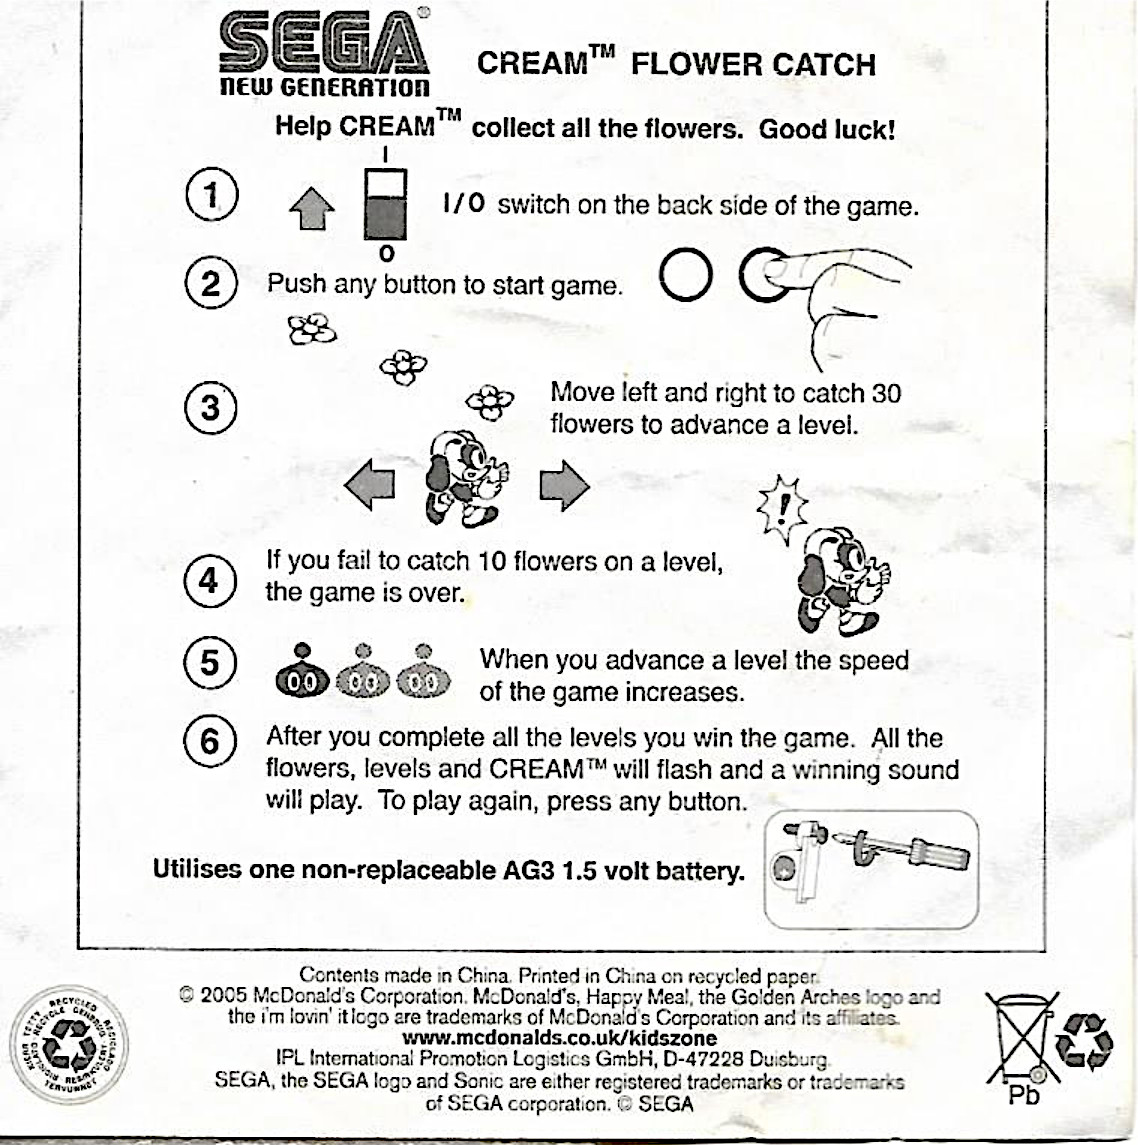 SEGA®
NEW GENERATION
CREAM™ FLOWER CATCH
Help CREAM™ collect all the flowers. Good luck!
1
I
O
I/O switch on the back side of the game.
2
Push any button to start game.
3
Move left and right to catch 30
flowers to advance a level.
!
4
If you fail to catch 10 flowers on a level,
the game is over.
5
00 00 00
When you advance a level the speed
of the game increases.
6
After you complete all the levels you win the game. All the
flowers, levels and CREAM™ will flash and a winning sound
will play. To play again, press any button.
Utilises one non-replaceable AG3 1.5 volt battery.
Contents made in China. Printed in China on recycled paper.
© 2005 McDonald's Corporation. McDonald's, Happy Meal, the Golden Arches logo and
the i'm lovin' it logo are trademarks of McDonald's Corporation and its affiliates.
www.mcdonalds.co.uk/kidszone
IPL International Promotion Logistics GmbH, D-47228 Duisburg.
SEGA, the SEGA logo and Sonic are either registered trademarks or trademarks
of SEGA corporation. © SEGA
RECYCLED
Pb